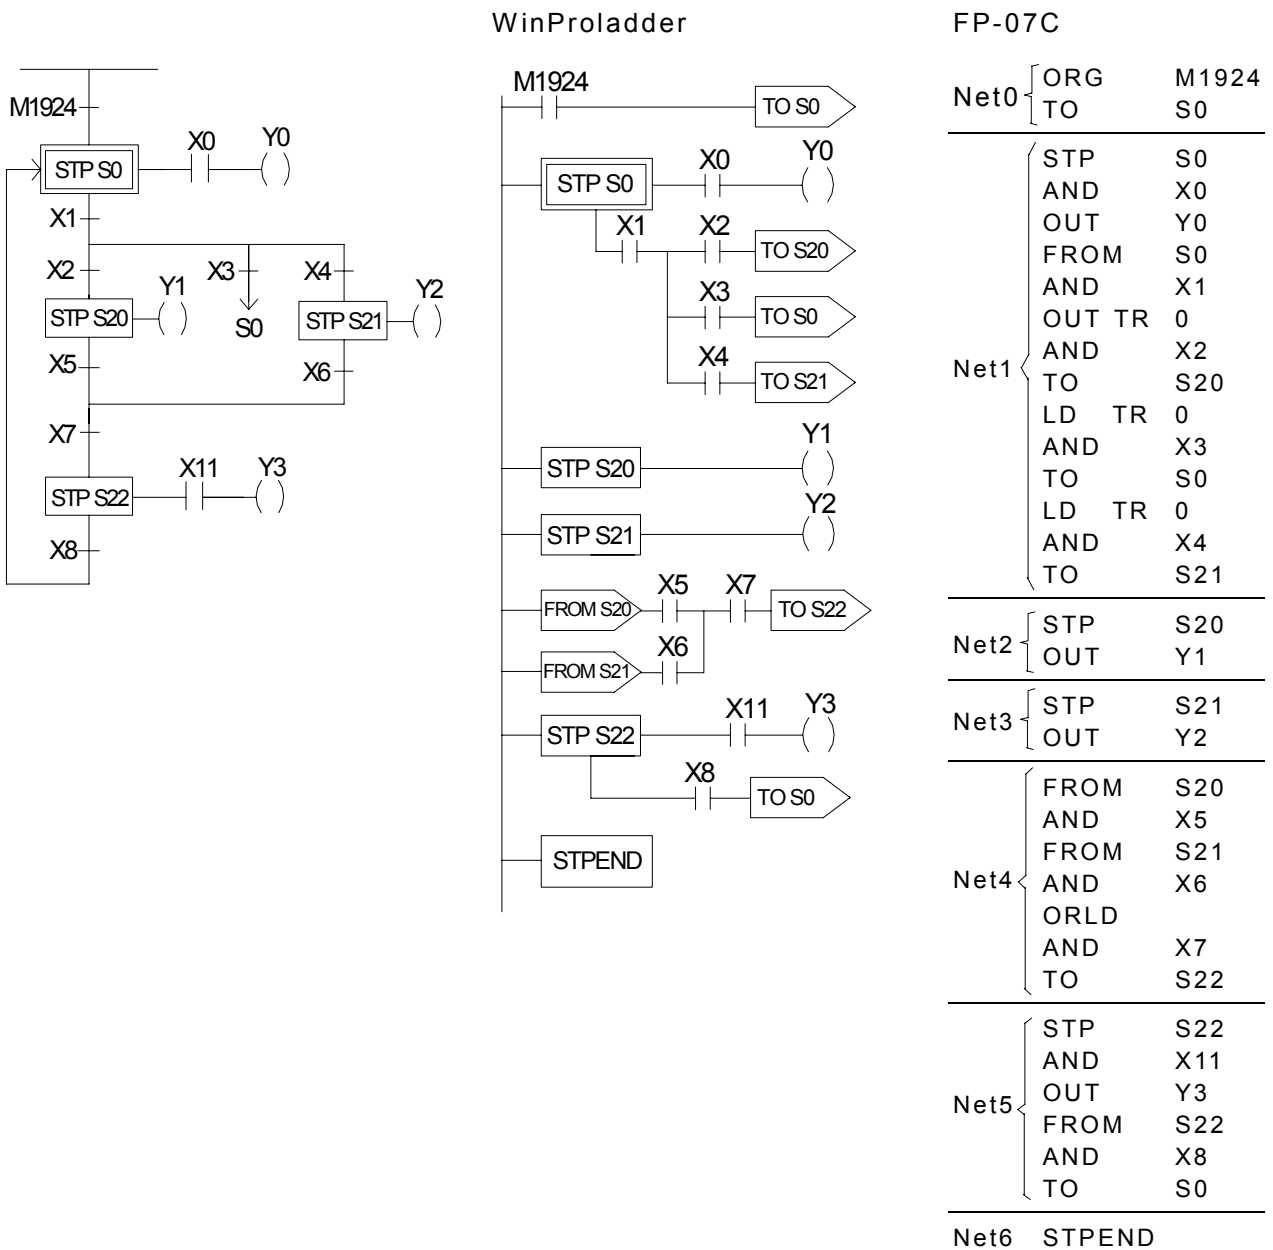 WinProladder
FP-07C
M1924
X0
Y0
STP S0
X1
X2
X3
X4
Y1
Y2
STP S20
S0
STP S21
X5
X6
X7
X11
Y3
STP S22
X8
M1924
TO S0
X0
Y0
STP S0
X1
X2
TO S20
X3
TO S0
X4
TO S21
Y1
STP S20
Y2
STP S21
X5
X7
FROM S20
TO S22
X6
FROM S21
X11
Y3
STP S22
X8
TO S0
STPEND
Net0
ORG M1924
TO S0
Net1
STP S0
AND X0
OUT Y0
FROM S0
AND X1
OUT TR 0
AND X2
TO S20
LD TR 0
AND X3
TO S0
LD TR 0
AND X4
TO S21
Net2
STP S20
OUT Y1
Net3
STP S21
OUT Y2
Net4
FROM S20
AND X5
FROM S21
AND X6
ORLD
AND X7
TO S22
Net5
STP S22
AND X11
OUT Y3
FROM S22
AND X8
TO S0
Net6 STPEND